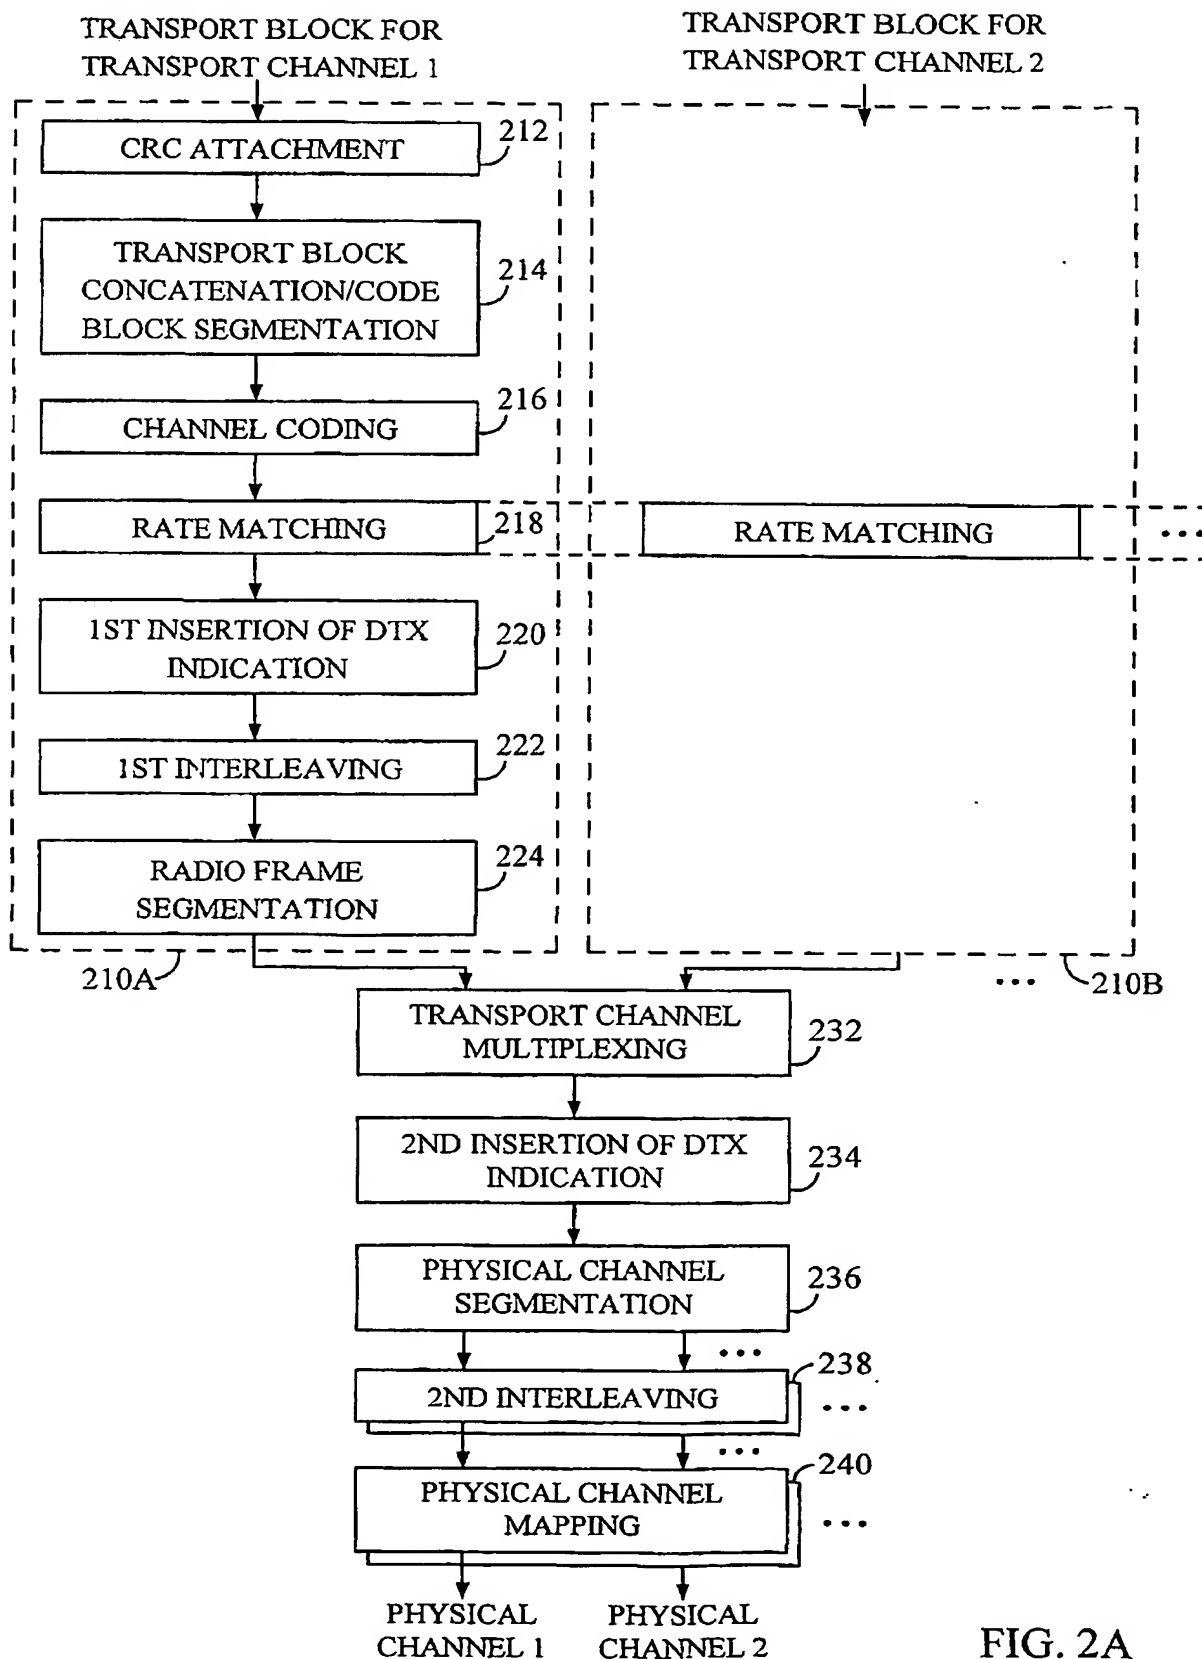 TRANSPORT BLOCK FOR
TRANSPORT CHANNEL 1
TRANSPORT BLOCK FOR
TRANSPORT CHANNEL 2
CRC ATTACHMENT
212
TRANSPORT BLOCK
CONCATENATION/CODE
BLOCK SEGMENTATION
214
CHANNEL CODING
216
RATE MATCHING
218
RATE MATCHING
...
1ST INSERTION OF DTX
INDICATION
220
1ST INTERLEAVING
222
RADIO FRAME
SEGMENTATION
224
210A
...
210B
TRANSPORT CHANNEL
MULTIPLEXING
232
2ND INSERTION OF DTX
INDICATION
234
PHYSICAL CHANNEL
SEGMENTATION
236
...
2ND INTERLEAVING
238
...
...
PHYSICAL CHANNEL
MAPPING
240
...
PHYSICAL
CHANNEL 1
PHYSICAL
CHANNEL 2
FIG. 2A